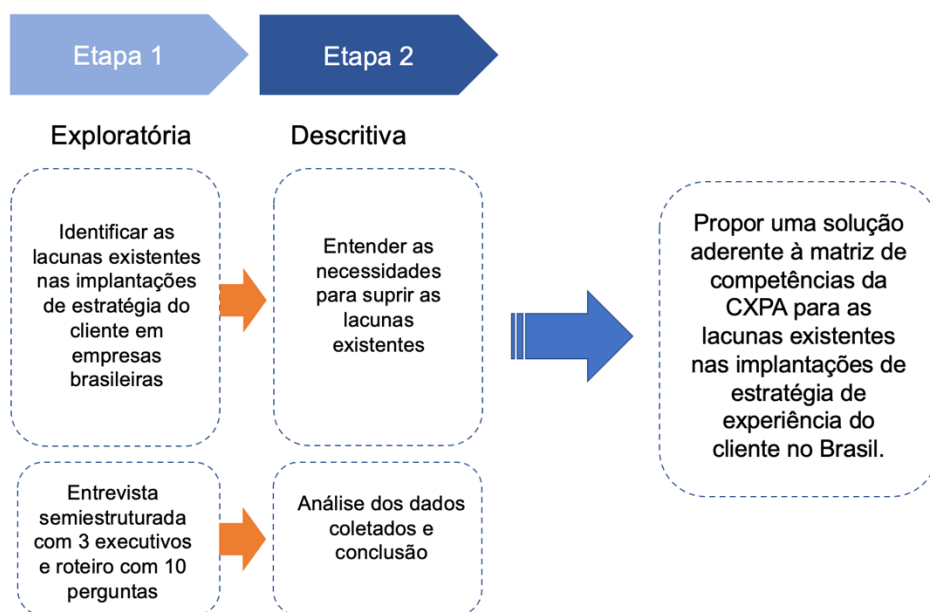 Etapa 1
Etapa 2
Exploratória
Descritiva
Identificar as
lacunas existentes
nas implantações
de estratégia do
cliente em
empresas
brasileiras
Entender as
necessidades
para suprir as
lacunas
existentes
Propor uma solução
aderente à matriz de
competências da
CXPA para as
lacunas existentes
nas implantações de
estratégia de
experiência do
cliente no Brasil.
Entrevista
semiestruturada
com 3 executivos
e roteiro com 10
perguntas
Análise dos dados
coletados e
conclusão